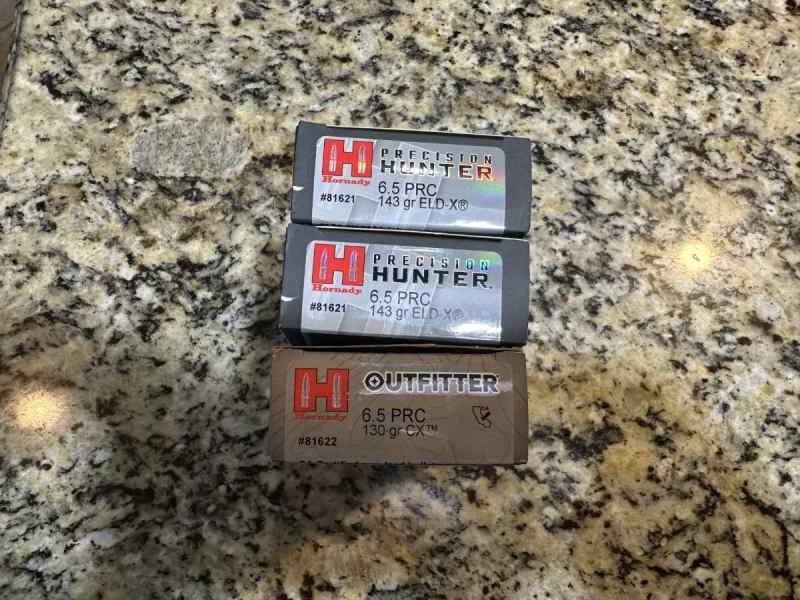 H PRECISION
HUNTER
Hornady
6.5 PRC
#81621
143 gr ELD-X®
H PRECISION
HUNTER.
Hornady
6.5 PRC
#81621
143 gr ELD-X®
H OUTFITTER
Hornady
6.5 PRC
130 gr CX™
#81622